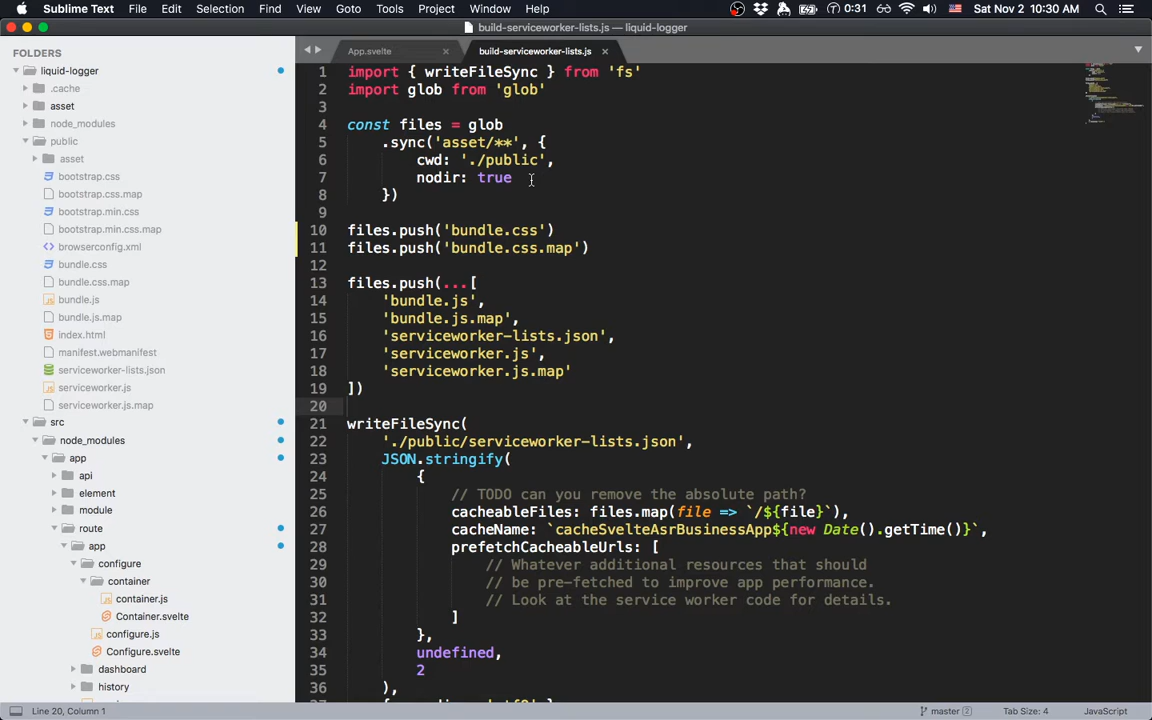 Sublime Text File Edit Selection Find View Goto Tools Project Window Help 0:31 Sat Nov 2 10:30 AM
build-serviceworker-lists.js — liquid-logger
FOLDERS
liquid-logger
.cache
asset
node_modules
public
asset
bootstrap.css
bootstrap.css.map
bootstrap.min.css
bootstrap.min.css.map
browserconfig.xml
bundle.css
bundle.css.map
bundle.js
bundle.js.map
index.html
manifest.webmanifest
serviceworker-lists.json
serviceworker.js
serviceworker.js.map
src
node_modules
app
api
element
module
route
app
configure
container
container.js
Container.svelte
configure.js
Configure.svelte
dashboard
history
App.svelte × build-serviceworker-lists.js ×
1 import { writeFileSync } from 'fs'
2 import glob from 'glob'
3
4 const files = glob
5 .sync('asset/**', {
6 cwd: './public',
7 nodir: true
8 })
9
10 files.push('bundle.css')
11 files.push('bundle.css.map')
12
13 files.push(...[
14 'bundle.js',
15 'bundle.js.map',
16 'serviceworker-lists.json',
17 'serviceworker.js',
18 'serviceworker.js.map'
19 ])
20
21 writeFileSync(
22 './public/serviceworker-lists.json',
23 JSON.stringify(
24 {
25 // TODO can you remove the absolute path?
26 cacheableFiles: files.map(file => `/${file}`),
27 cacheName: `cacheSvelteAsrBusinessApp${new Date().getTime()}`,
28 prefetchCacheableUrls: [
29 // Whatever additional resources that should
30 // be pre-fetched to improve app performance.
31 // Look at the service worker code for details.
32 ]
33 },
34 undefined,
35 2
36 ),
Line 20, Column 1 master 2 Tab Size: 4 JavaScript